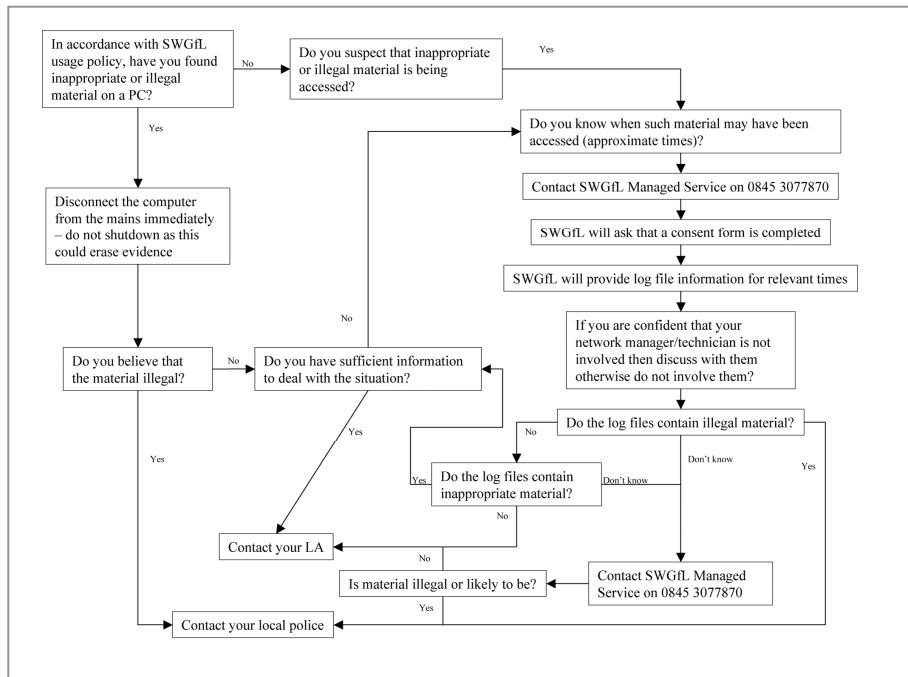 In accordance with SWGfL
usage policy, have you found
inappropriate or illegal
material on a PC?
No
Do you suspect that inappropriate
or illegal material is being
accessed?
Yes
Yes
Do you know when such material may have been
accessed (approximate times)?
Contact SWGfL Managed Service on 0845 3077870
Disconnect the computer
from the mains immediately
– do not shutdown as this
could erase evidence
SWGfL will ask that a consent form is completed
SWGfL will provide log file information for relevant times
No
If you are confident that your
network manager/technician is not
involved then discuss with them
otherwise do not involve them?
Do you believe that
the material illegal?
No
Do you have sufficient information
to deal with the situation?
Do the log files contain illegal material?
Yes
Yes
No
Don't know
Yes
Yes
Do the log files contain
inappropriate material?
Don't know
No
Contact your LA
No
Is material illegal or likely to be?
Contact SWGfL Managed
Service on 0845 3077870
Yes
Contact your local police